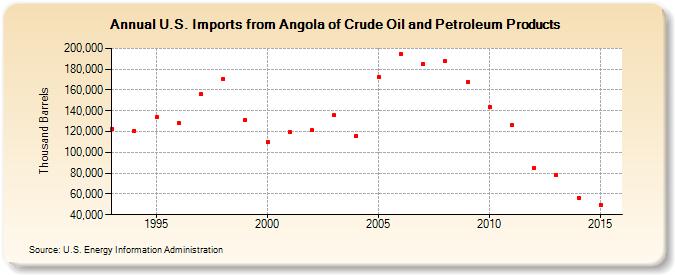 Annual U.S. Imports from Angola of Crude Oil and Petroleum Products
Thousand Barrels
200,000
180,000
160,000
140,000
120,000
100,000
80,000
60,000
40,000
1995 2000 2005 2010 2015
Source: U.S. Energy Information Administration